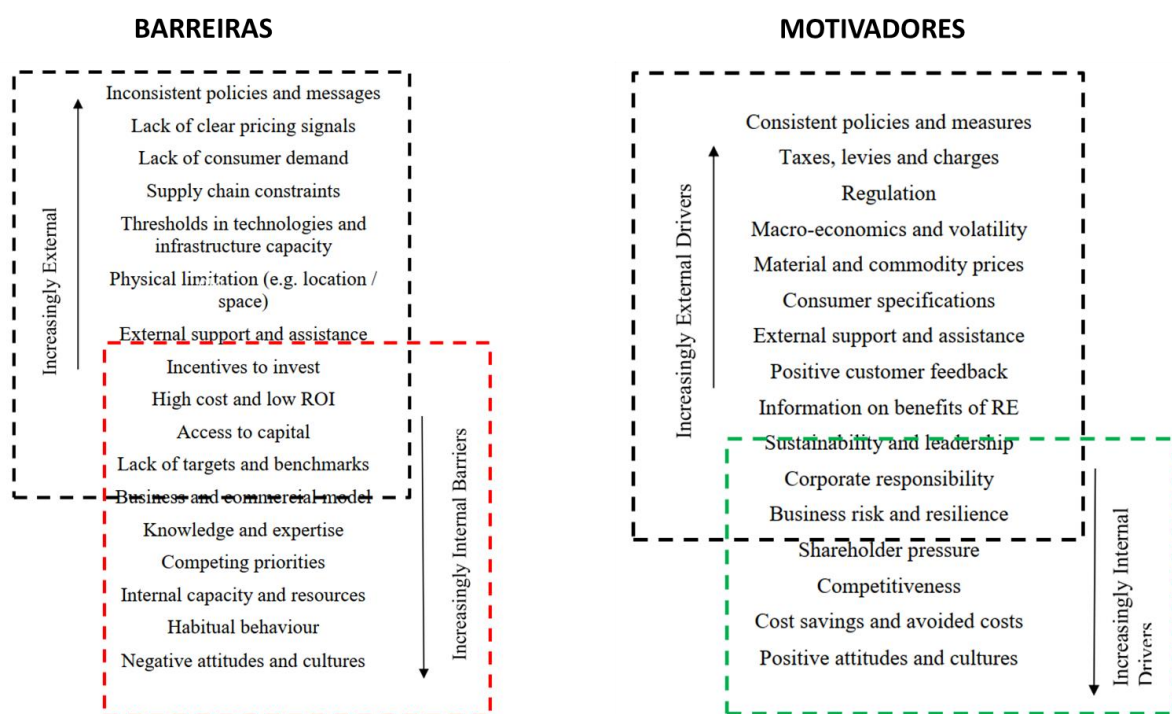 BARREIRAS
Inconsistent policies and messages
Lack of clear pricing signals
Lack of consumer demand
Supply chain constraints
Thresholds in technologies and
infrastructure capacity
Physical limitation (e.g. location /
space)
External support and assistance
Incentives to invest
High cost and low ROI
Access to capital
Lack of targets and benchmarks
Business and commercial model
Knowledge and expertise
Competing priorities
Internal capacity and resources
Habitual behaviour
Negative attitudes and cultures
Increasingly External
Increasingly Internal Barriers
MOTIVADORES
Consistent policies and measures
Taxes, levies and charges
Regulation
Macro-economics and volatility
Material and commodity prices
Consumer specifications
External support and assistance
Positive customer feedback
Information on benefits of RE
Sustainability and leadership
Corporate responsibility
Business risk and resilience
Shareholder pressure
Competitiveness
Cost savings and avoided costs
Positive attitudes and cultures
Increasingly External Drivers
Increasingly Internal
Drivers